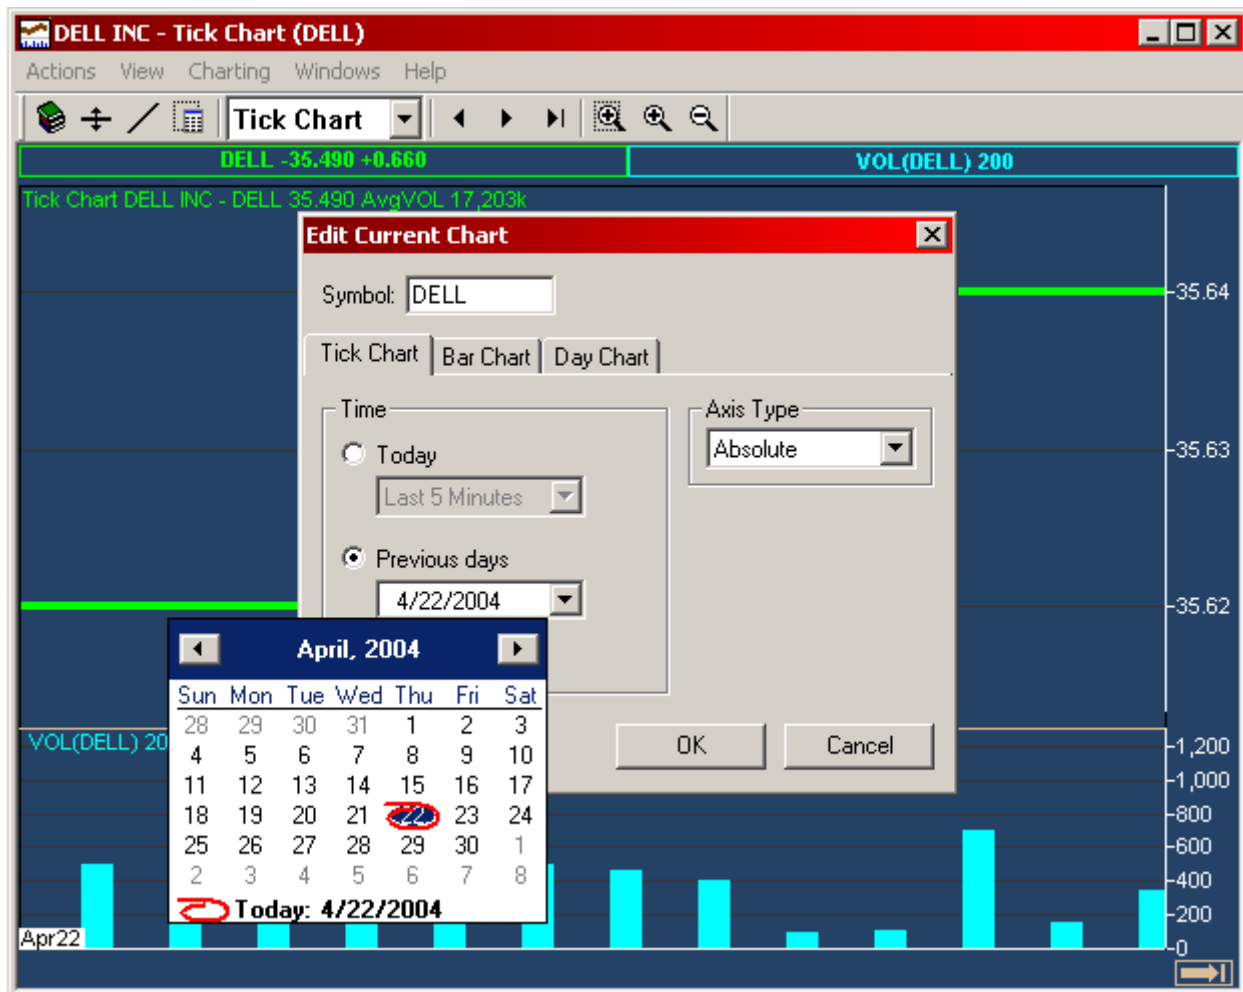 DELL INC - Tick Chart (DELL)
Actions View Charting Windows Help
Tick Chart
DELL -35.490 +0.660 VOL(DELL) 200
Tick Chart DELL INC - DELL 35.490 AvgVOL 17,203k
Edit Current Chart
Symbol: DELL
35.64
Tick Chart Bar Chart Day Chart
Time Axis Type
Today Absolute
35.63
Last 5 Minutes
Previous days
4/22/2004
35.62
April, 2004
Sun Mon Tue Wed Thu Fri Sat
28 29 30 31 1 2 3
4 5 6 7 8 9 10
11 12 13 14 15 16 17
18 19 20 21 22 23 24
25 26 27 28 29 30 1
2 3 4 5 6 7 8
Today: 4/22/2004
OK Cancel
VOL(DELL) 20
1,200
1,000
800
600
400
200
0
Apr22